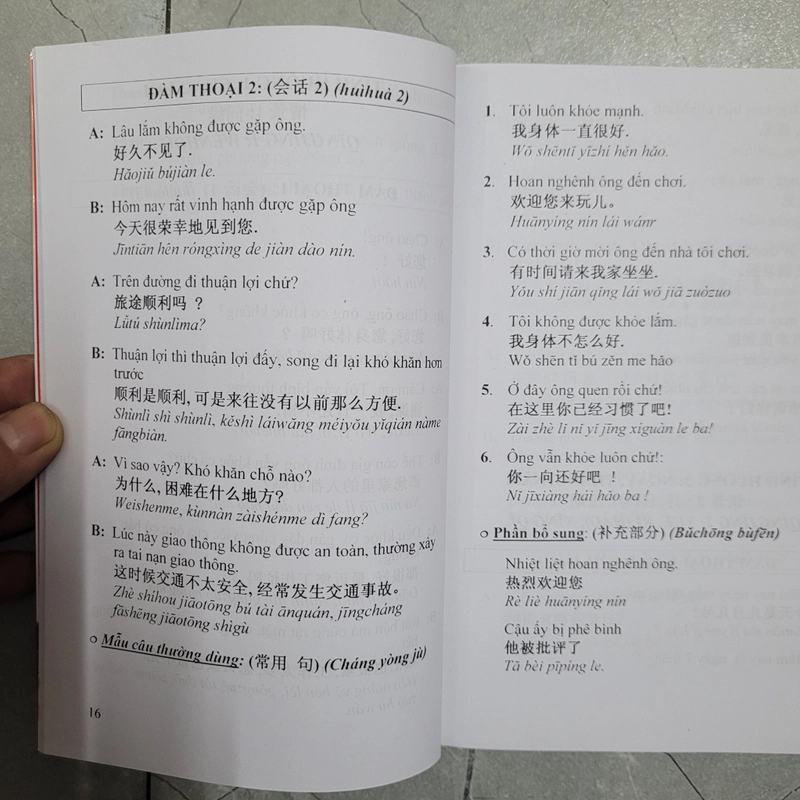 ĐÀM THOẠI 2: (会话 2) (huìhuà 2)
A: Lâu lắm không được gặp ông.
好久不见了.
Hǎojiǔ bújiàn le.
B: Hôm nay rất vinh hạnh được gặp ông
今天很荣幸地见到您.
Jīntiān hěn róngxìng de jiàn dào nín.
A: Trên đường đi thuận lợi chứ?
旅途顺利吗 ?
Lǚtú shùnlìma?
B: Thuận lợi thì thuận lợi đấy, song đi lại khó khăn hơn
trước
顺利是顺利, 可是来往没有以前那么方便.
Shùnlì shì shùnlì, kěshì láiwǎng méiyǒu yǐqián nàme
fāngbiàn.
A: Vì sao vậy? Khó khăn chỗ nào?
为什么, 困难在什么地方?
Weishenme, kùnnàn zàishénme dì fang?
B: Lúc này giao thông không được an toàn, thường xảy
ra tai nạn giao thông.
这时候交通不太安全, 经常发生交通事故。
Zhè shíhou jiāotōng bú tài ānquán, jīngcháng
fāshēng jiāotōng shìgù
Mẫu câu thường dùng: (常用 句) (Cháng yòng jù)
16
1. Tôi luôn khỏe mạnh.
我身体一直很好.
Wǒ shēntǐ yīzhí hěn hǎo.
2. Hoan nghênh ông đến chơi.
欢迎您来玩儿。
Huānyíng nín lái wánr
3. Có thời giờ mời ông đến nhà tôi chơi.
有时间请来我家坐坐.
Yǒu shí jiān qǐng lái wǒ jiā zuòzuo
4. Tôi không được khỏe lắm.
我身体不怎么好.
Wǒ shēn tǐ bú zěn me hǎo
5. Ở đây ông quen rồi chứ!
在这里你已经习惯了吧!
Zài zhè lǐ nǐ yǐ jīng xíguàn le ba!
6. Ông vẫn khỏe luôn chứ!:
你一向还好吧 !
Nǐ jīxiàng hái hǎo ba !
Phần bổ sung: (补充部分) (Bǔchōng bùfēn)
Nhiệt liệt hoan nghênh ông.
热烈欢迎您
Rè liè huānyíng nín
Cậu ấy bị phê bình
他被批评了
Tā bèi pīpíng le.